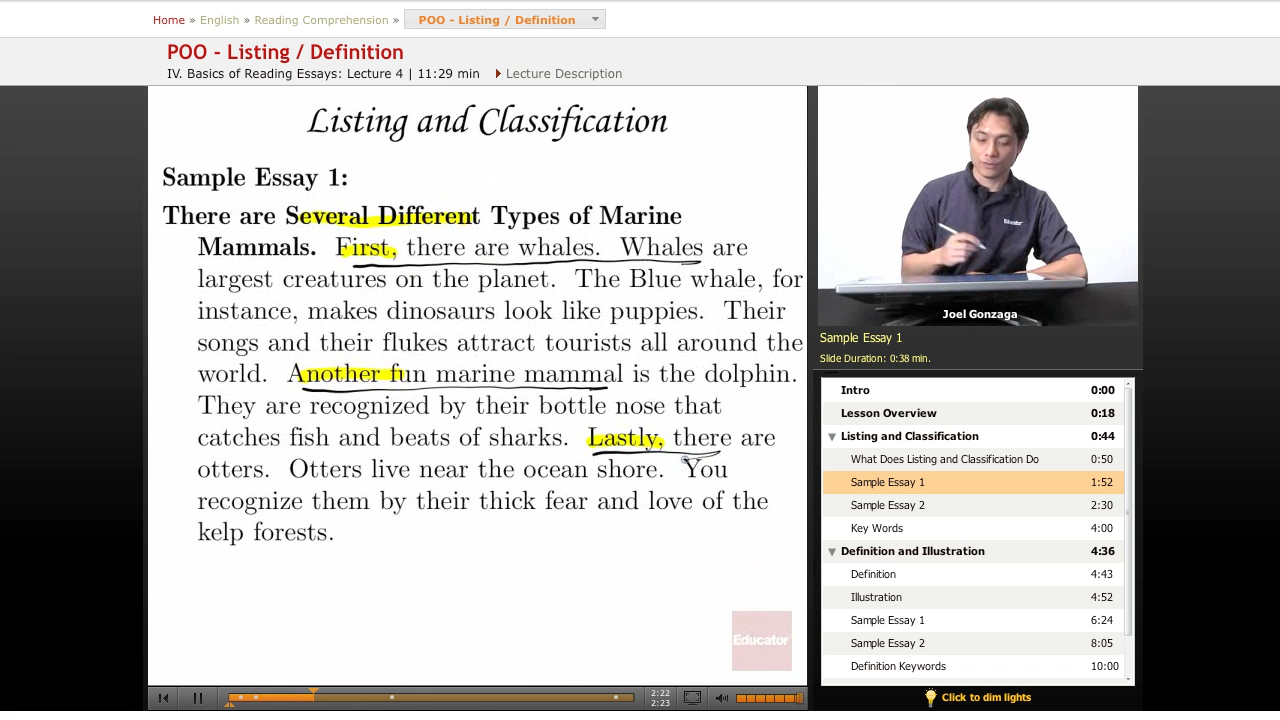 Home » English » Reading Comprehension » POO - Listing / Definition
POO - Listing / Definition
IV. Basics of Reading Essays: Lecture 4 | 11:29 min Lecture Description
Listing and Classification
Sample Essay 1:
There are Several Different Types of Marine
Mammals. First, there are whales. Whales are
largest creatures on the planet. The Blue whale, for
instance, makes dinosaurs look like puppies. Their
songs and their flukes attract tourists all around the
world. Another fun marine mammal is the dolphin.
They are recognized by their bottle nose that
catches fish and beats of sharks. Lastly, there are
otters. Otters live near the ocean shore. You
recognize them by their thick fear and love of the
kelp forests.
Educator
2:22
2:23
Educator
Joel Gonzaga
Sample Essay 1
Slide Duration: 0:38 min.
Intro 0:00
Lesson Overview 0:18
Listing and Classification 0:44
What Does Listing and Classification Do 0:50
Sample Essay 1 1:52
Sample Essay 2 2:30
Key Words 4:00
Definition and Illustration 4:36
Definition 4:43
Illustration 4:52
Sample Essay 1 6:24
Sample Essay 2 8:05
Definition Keywords 10:00
Click to dim lights